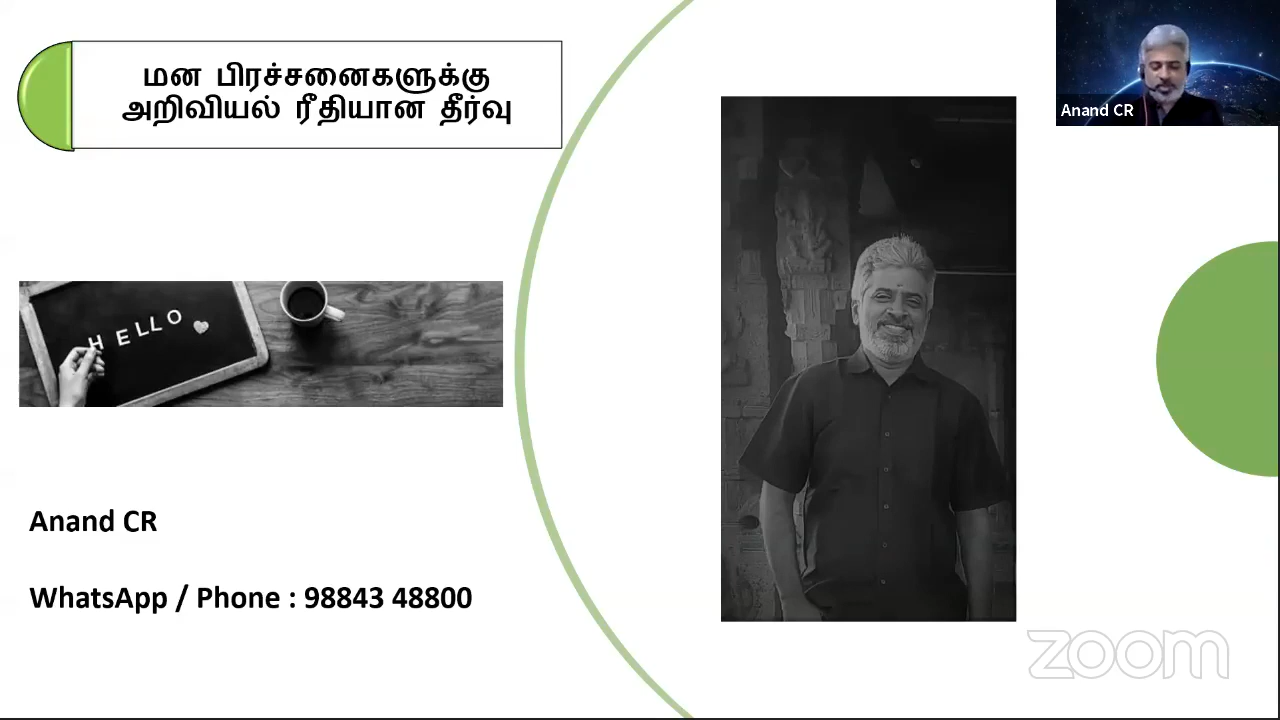 மன பிரச்சனைகளுக்கு
அறிவியல் ரீதியான தீர்வு
Anand CR
HELLO
Anand CR
WhatsApp / Phone : 98843 48800
zoom